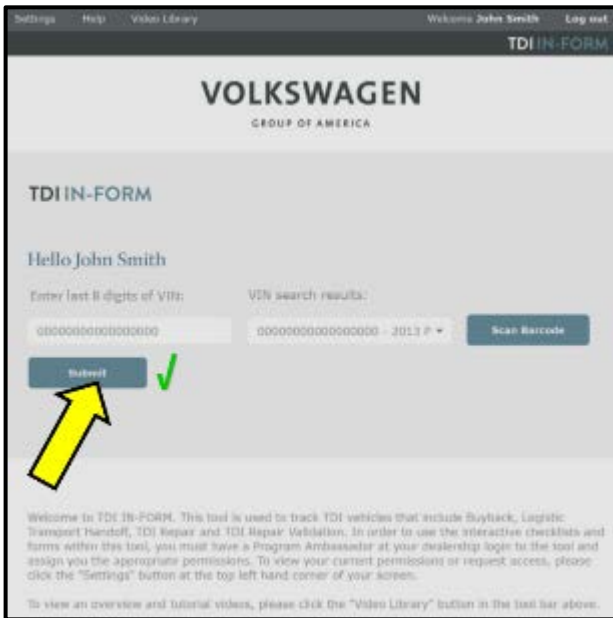 Settings Help Video Library Welcome John Smith Log out
TDI IN-FORM
VOLKSWAGEN
GROUP OF AMERICA
TDI IN-FORM
Hello John Smith
Enter last 8 digits of VIN: VIN search results:
00000000000000000 00000000000000000 - 2013 P Scan Barcode
Submit
Welcome to TDI IN-FORM. This tool is used to track TDI vehicles that include Buyback, Logistic
Transport Handoff, TDI Repair and TDI Repair Validation. In order to use the interactive checklists and
forms within this tool, you must have a Program Ambassador at your dealership login to the tool and
assign you the appropriate permissions. To view your current permissions or request access, please
click the "Settings" button at the top left hand corner of your screen.
To view an overview and tutorial videos, please click the "Video Library" button in the tool bar above.